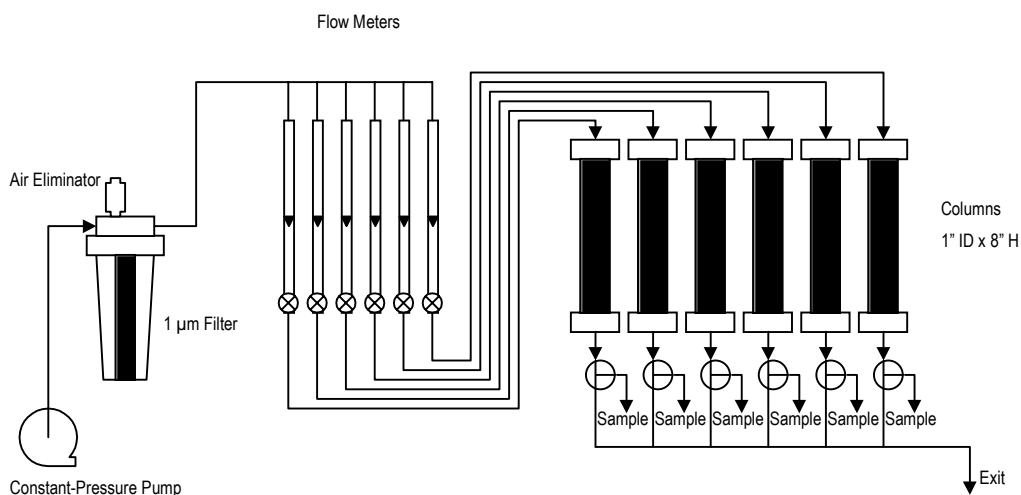 Flow Meters
Air Eliminator
Columns
1” ID x 8” H
1 µm Filter
Sample Sample Sample Sample Sample Sample
Exit
Constant-Pressure Pump